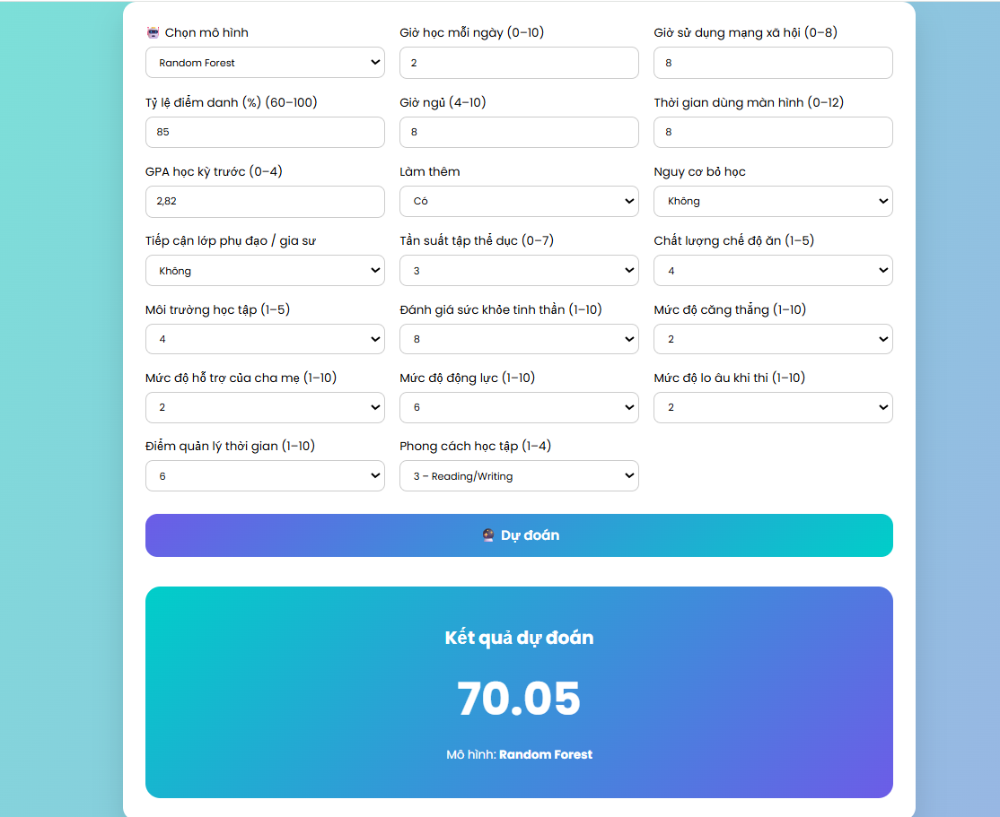 Chọn mô hình
Giờ học mỗi ngày (0–10)
Giờ sử dụng mạng xã hội (0–8)
Random Forest
2
8
Tỷ lệ điểm danh (%) (60–100)
Giờ ngủ (4–10)
Thời gian dùng màn hình (0–12)
85
8
8
GPA học kỳ trước (0–4)
Làm thêm
Nguy cơ bỏ học
2,82
Có
Không
Tiếp cận lớp phụ đạo / gia sư
Tần suất tập thể dục (0–7)
Chất lượng chế độ ăn (1–5)
Không
3
4
Môi trường học tập (1–5)
Đánh giá sức khỏe tinh thần (1–10)
Mức độ căng thẳng (1–10)
4
8
2
Mức độ hỗ trợ của cha mẹ (1–10)
Mức độ động lực (1–10)
Mức độ lo âu khi thi (1–10)
2
6
2
Điểm quản lý thời gian (1–10)
Phong cách học tập (1–4)
6
3 – Reading/Writing
Dự đoán
Kết quả dự đoán
70.05
Mô hình: Random Forest